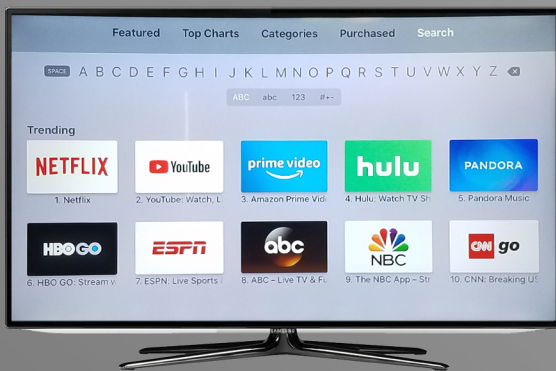 Featured Top Charts Categories Purchased Search
SPACE A B C D E F G H I J K L M N O P Q R S T U V W X Y Z
ABC abc 123 #+-
Trending
NETFLIX YouTube prime video hulu PANDORA
1. Netflix 2. YouTube: Watch, L 3. Amazon Prime Vid 4. Hulu: Watch TV Sh 5. Pandora Music
HBO GO ESPN abc NBC CNN go
6. HBO GO: Stream v 7. ESPN: Live Sports 8. ABC – Live TV & Fi 9. The NBC App – Str 10. CNN: Breaking US